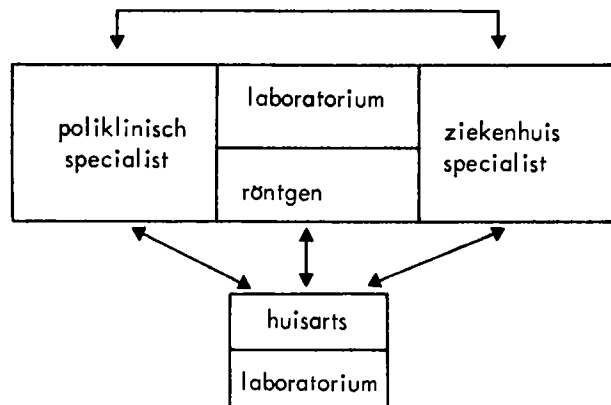 poliklinisch
specialist
laboratorium
röntgen
ziekenhuis
specialist
huisarts
laboratorium